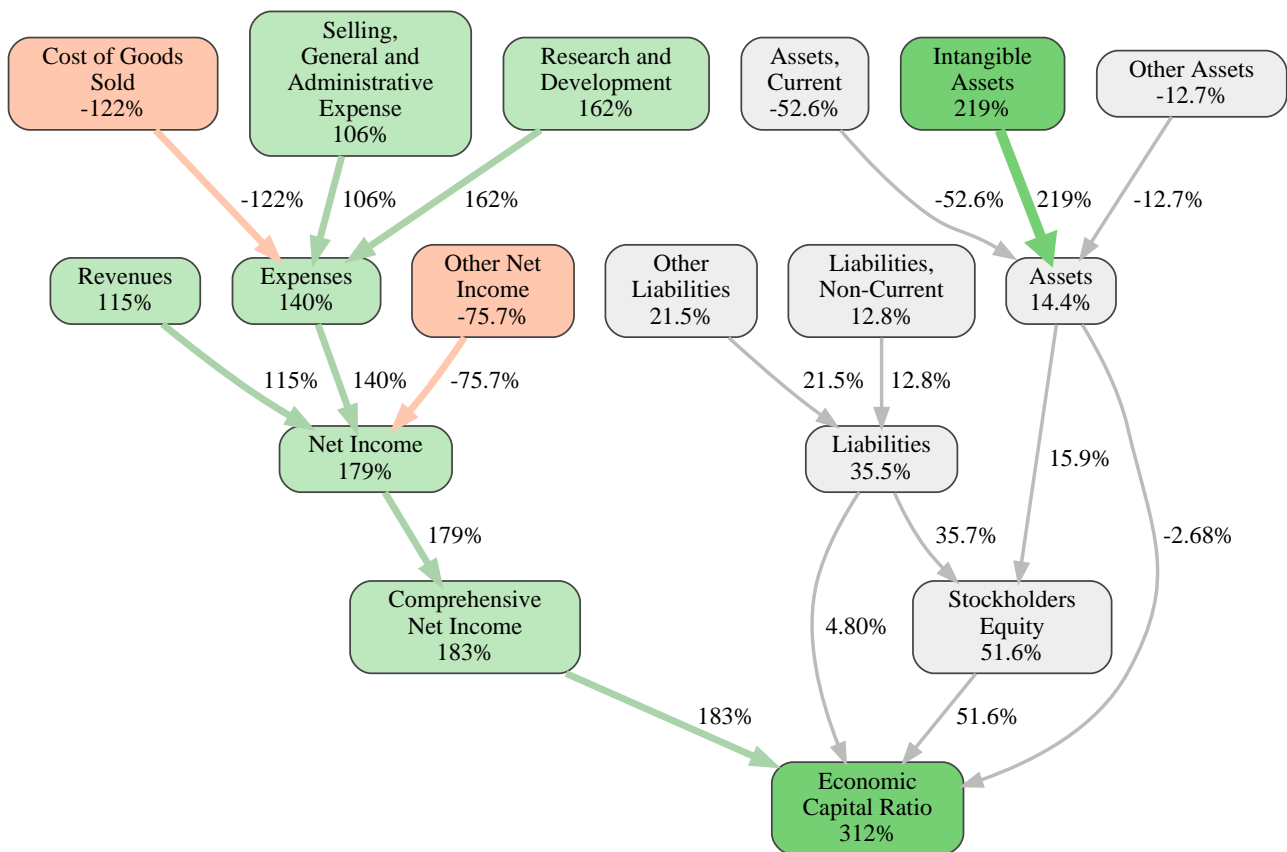 Cost of Goods
Sold
-122%
Selling,
General and
Administrative
Expense
106%
Research and
Development
162%
Assets,
Current
-52.6%
Intangible
Assets
219%
Other Assets
-12.7%
-122%
106%
162%
-52.6%
219%
-12.7%
Revenues
115%
Expenses
140%
Other Net
Income
-75.7%
Other
Liabilities
21.5%
Liabilities,
Non-Current
12.8%
Assets
14.4%
115%
140%
-75.7%
21.5%
12.8%
Net Income
179%
Liabilities
35.5%
15.9%
179%
35.7%
-2.68%
Comprehensive
Net Income
183%
4.80%
Stockholders
Equity
51.6%
183%
51.6%
Economic
Capital Ratio
312%